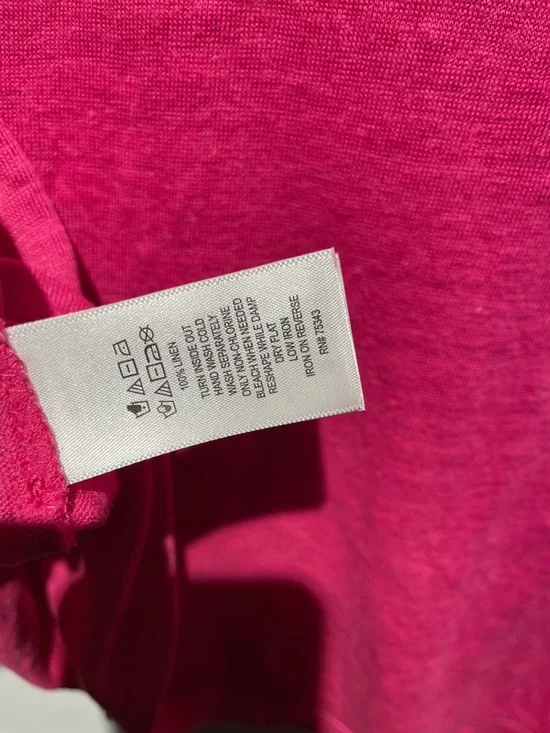 100% LINEN
TURN INSIDE OUT
HAND WASH COLD
WASH SEPARATELY
ONLY NON-CHLORINE
BLEACH WHEN NEEDED
RESHAPE WHILE DAMP
DRY FLAT
LOW IRON
IRON ON REVERSE
RN# 75343